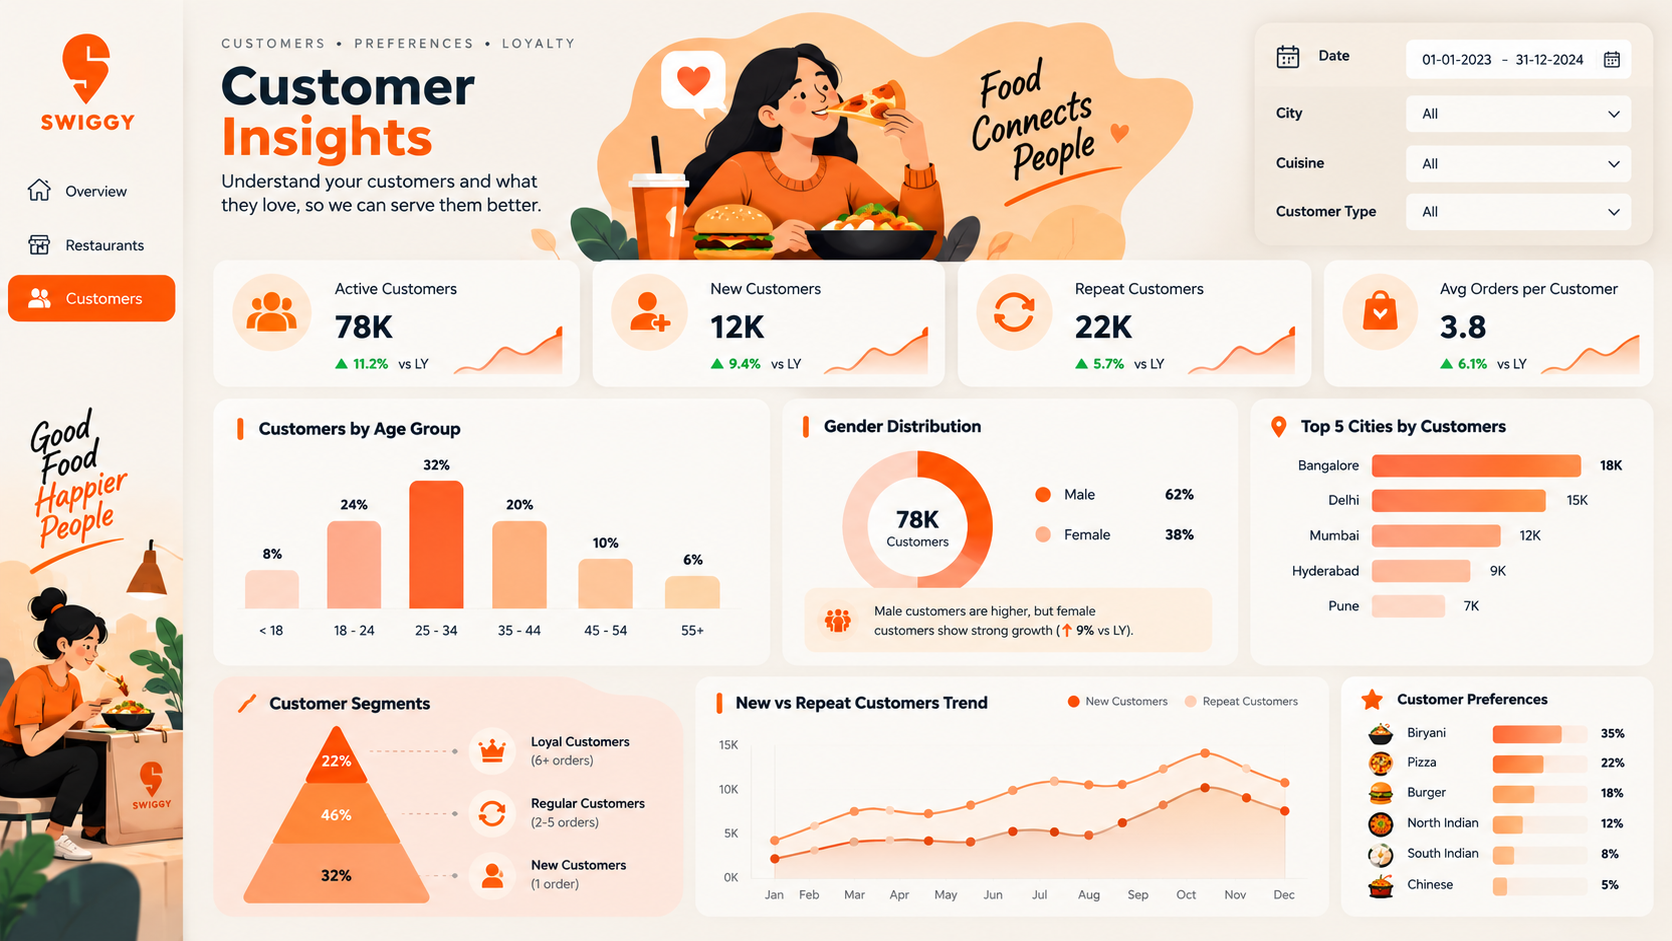 SWIGGY
Overview
Restaurants
Customers
Good
Food
Happier
People
SWIGGY
CUSTOMERS • PREFERENCES • LOYALTY
Customer
Insights
Understand your customers and what
they love, so we can serve them better.
Food
Connects
People
Date
01-01-2023 - 31-12-2024
City
All
Cuisine
All
Customer Type
All
Active Customers
78K
▲ 11.2% vs LY
New Customers
12K
▲ 9.4% vs LY
Repeat Customers
22K
▲ 5.7% vs LY
Avg Orders per Customer
3.8
▲ 6.1% vs LY
Customers by Age Group
8%
24%
32%
20%
10%
6%
< 18
18 - 24
25 - 34
35 - 44
45 - 54
55+
Gender Distribution
78K
Customers
Male 62%
Female 38%
Male customers are higher, but female
customers show strong growth (↑ 9% vs LY).
Top 5 Cities by Customers
Bangalore 18K
Delhi 15K
Mumbai 12K
Hyderabad 9K
Pune 7K
Customer Segments
22%
46%
32%
Loyal Customers
(6+ orders)
Regular Customers
(2-5 orders)
New Customers
(1 order)
New vs Repeat Customers Trend
New Customers
Repeat Customers
15K
10K
5K
0K
Jan Feb Mar Apr May Jun Jul Aug Sep Oct Nov Dec
Customer Preferences
Biryani 35%
Pizza 22%
Burger 18%
North Indian 12%
South Indian 8%
Chinese 5%